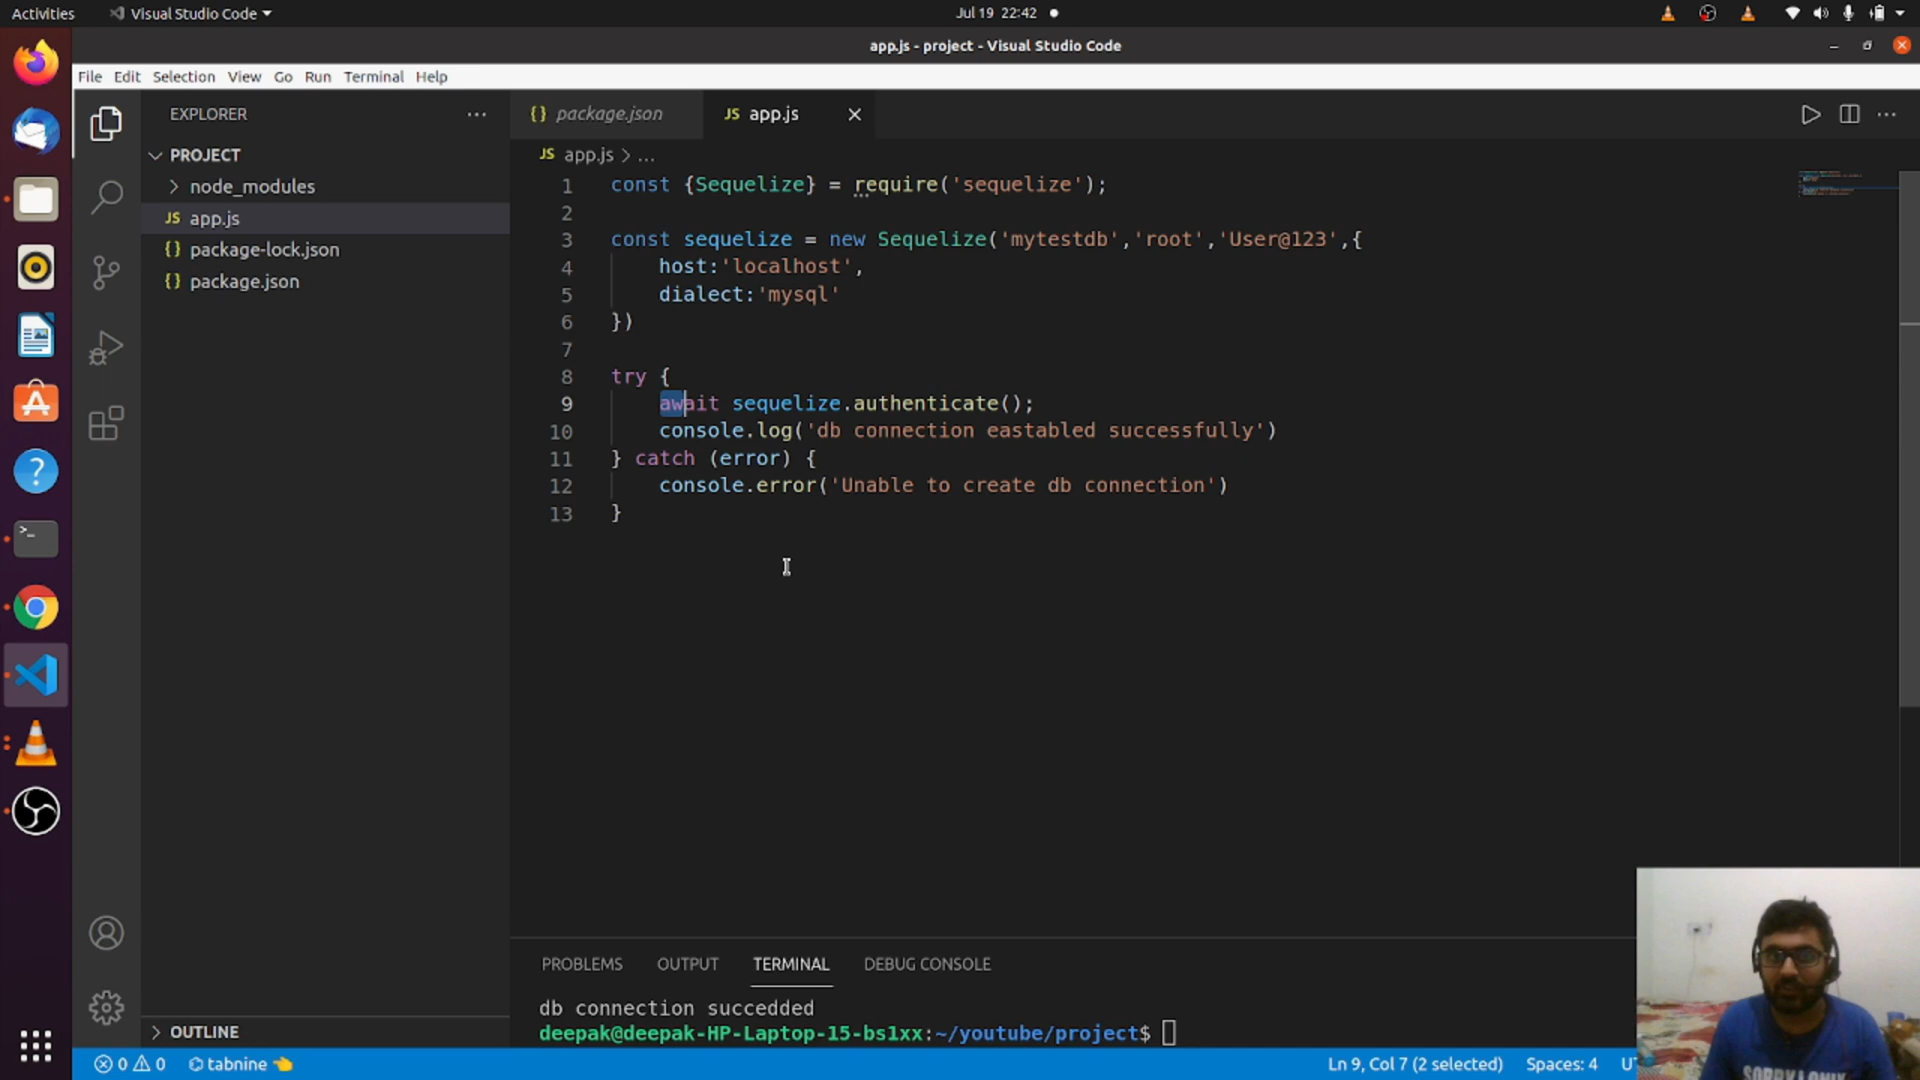 Activities
Visual Studio Code
Jul 19 22:42
app.js - project - Visual Studio Code
File Edit Selection View Go Run Terminal Help
EXPLORER
PROJECT
node_modules
JS app.js
{} package-lock.json
{} package.json
OUTLINE
{} package.json
JS app.js
JS app.js > ...
1 const {Sequelize} = require('sequelize');
2
3 const sequelize = new Sequelize('mytestdb','root','User@123',{
4 host:'localhost',
5 dialect:'mysql'
6 })
7
8 try {
9 await sequelize.authenticate();
10 console.log('db connection eastabled successfully')
11 } catch (error) {
12 console.error('Unable to create db connection')
13 }
PROBLEMS OUTPUT TERMINAL DEBUG CONSOLE
db connection succedded
deepak@deepak-HP-Laptop-15-bs1xx:~/youtube/project$
0 0 tabnine
Ln 9, Col 7 (2 selected) Spaces: 4